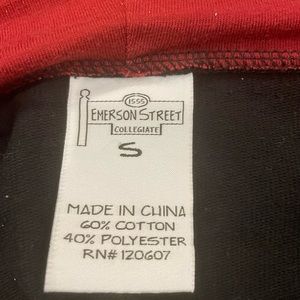 1555
EMERSON STREET
COLLEGIATE
S
MADE IN CHINA
60% COTTON
40% POLYESTER
RN# 120607